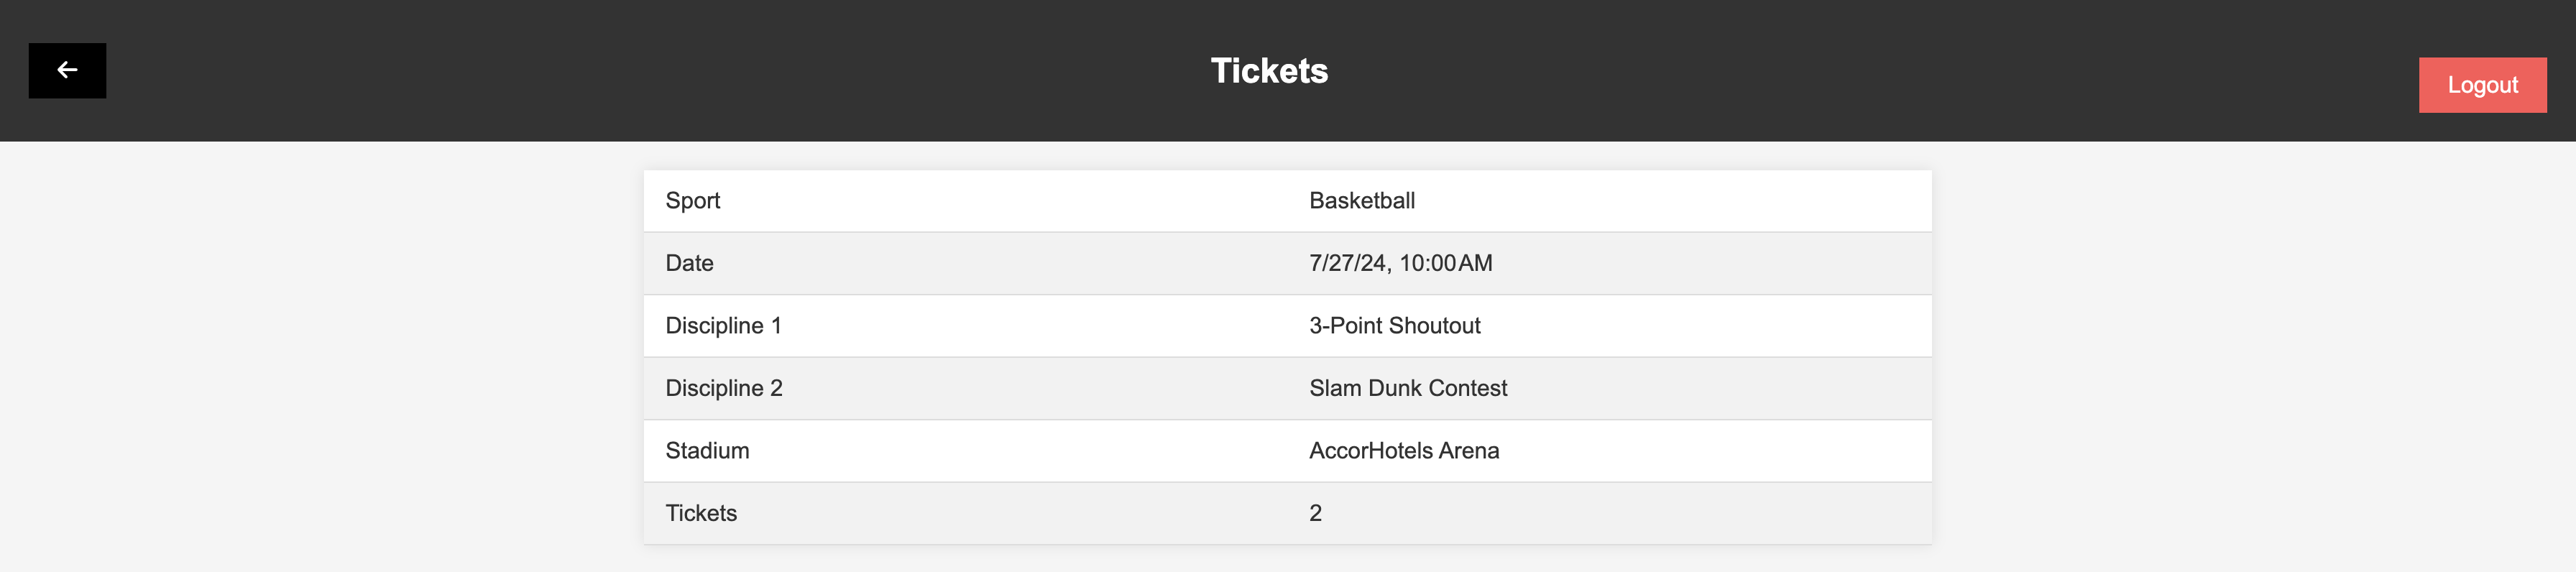 Tickets
Logout
Sport Basketball
Date 7/27/24, 10:00 AM
Discipline 1 3-Point Shoutout
Discipline 2 Slam Dunk Contest
Stadium AccorHotels Arena
Tickets 2